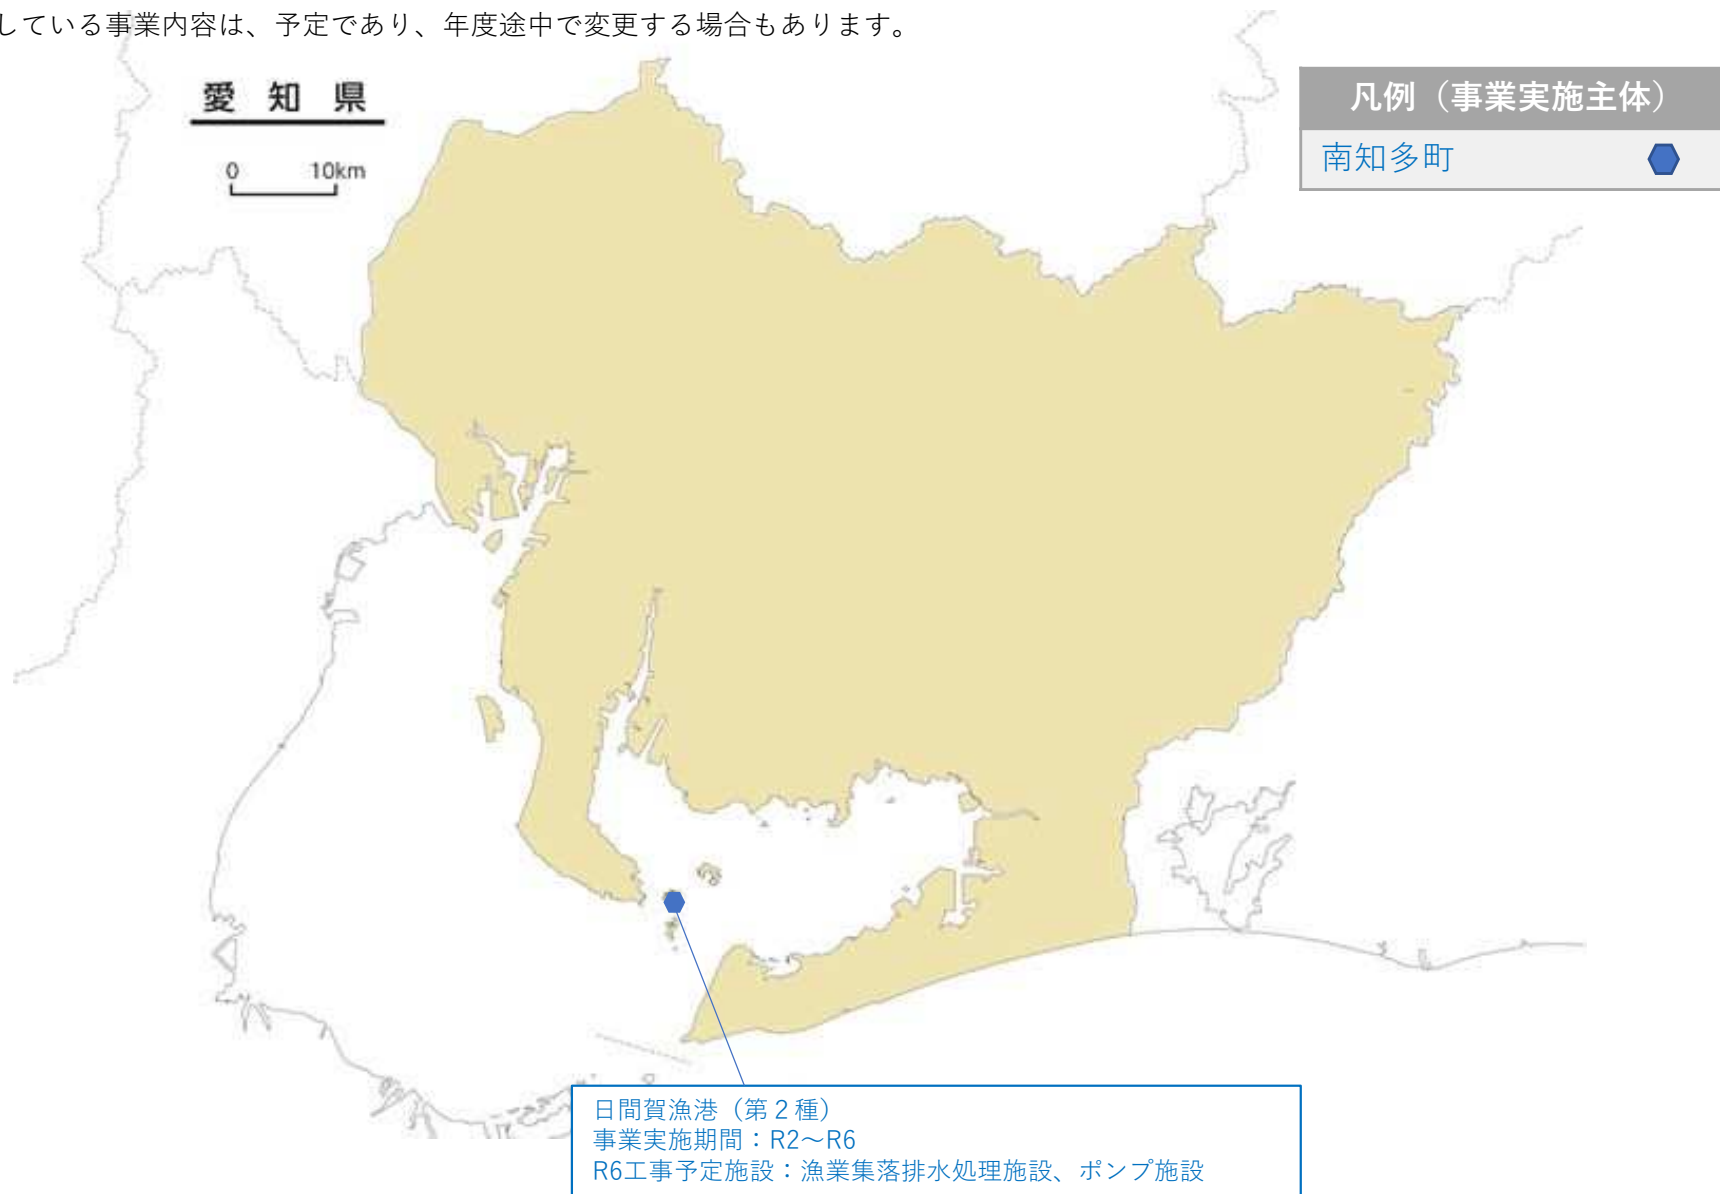 している事業内容は、予定であり、年度途中で変更する場合もあります。
愛 知 県
0 10km
凡例（事業実施主体）
南知多町
日間賀漁港（第２種）
事業実施期間：R2～R6
R6工事予定施設：漁業集落排水処理施設、ポンプ施設